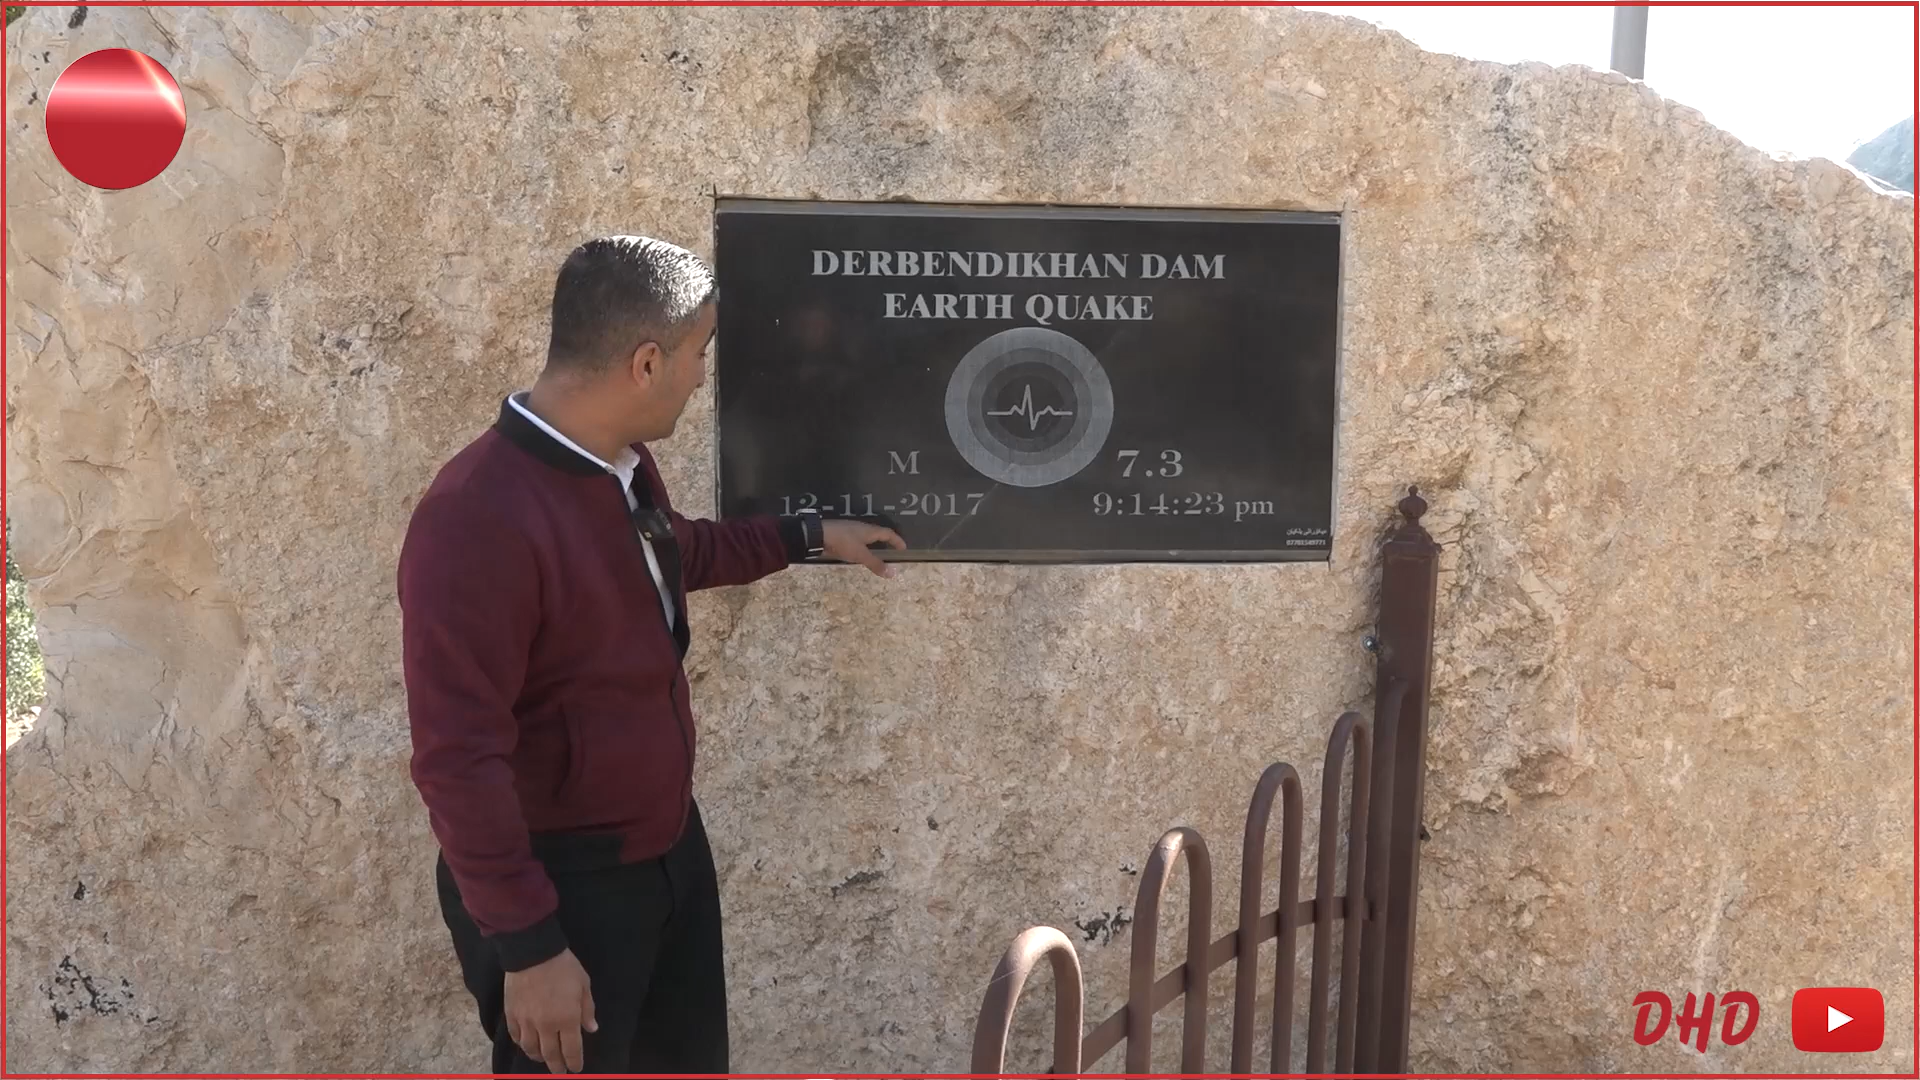 DERBENDIKHAN DAM
EARTH QUAKE
M 7.3
12-11-2017 9:14:23 pm
DHD